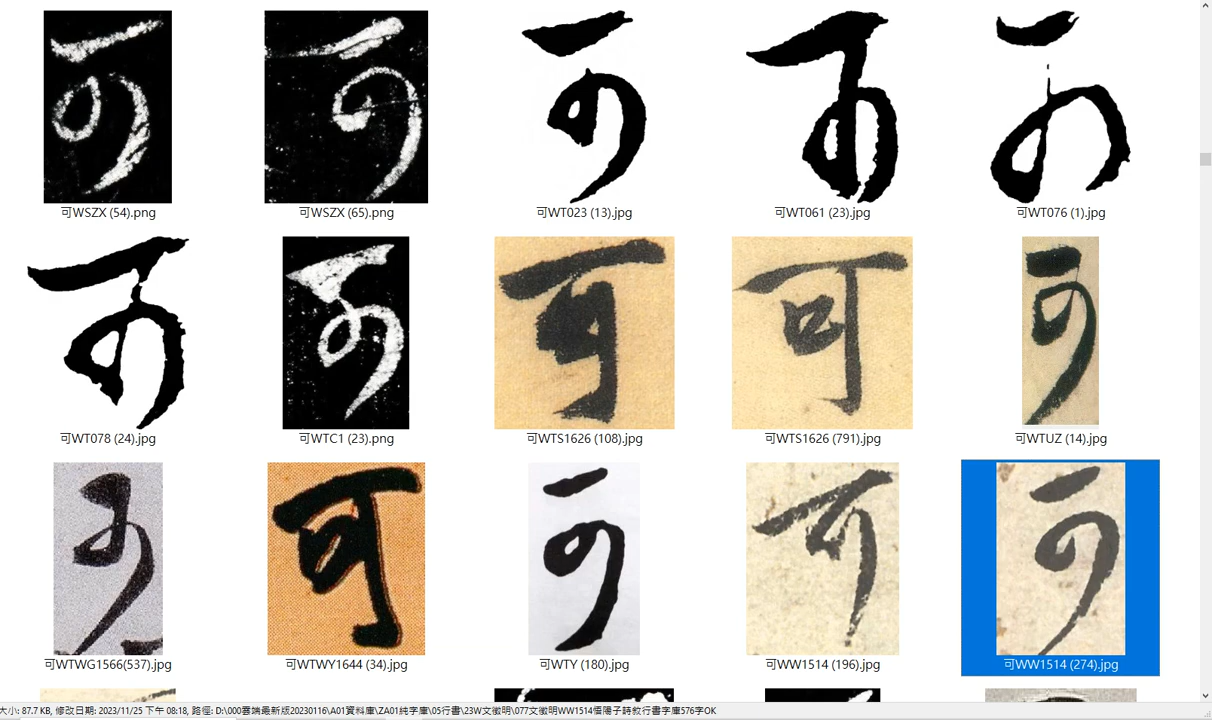 可WSZX (54).png
可WSZX (65).png
可WT023 (13).jpg
可WT061 (23).jpg
可WT076 (1).jpg
可WT078 (24).jpg
可WTC1 (23).png
可WTS1626 (108).jpg
可WTS1626 (791).jpg
可WTUZ (14).jpg
可WTWG1566(537).jpg
可WTWY1644 (34).jpg
可WTY (180).jpg
可WW1514 (196).jpg
可WW1514 (274).jpg
大小: 87.7 KB, 修改日期: 2023/11/25 下午 08:18, 路徑: D:\000雲端最新版20230116\A01資料庫\ZA01純字庫\05行書\23W文徵明\077文徵明WW1514悟陽子詩敘行書字庫576字OK